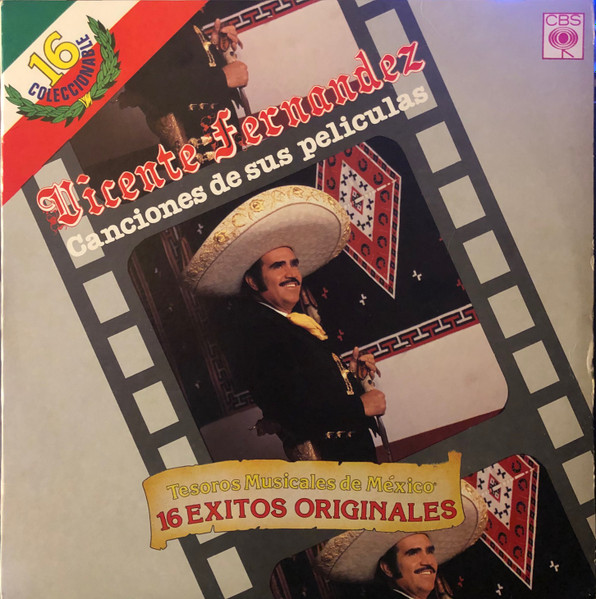 16
COLECCIONABLE
CBS
Vicente Fernandez
Canciones de sus peliculas
Tesoros Musicales de México
16 EXITOS ORIGINALES